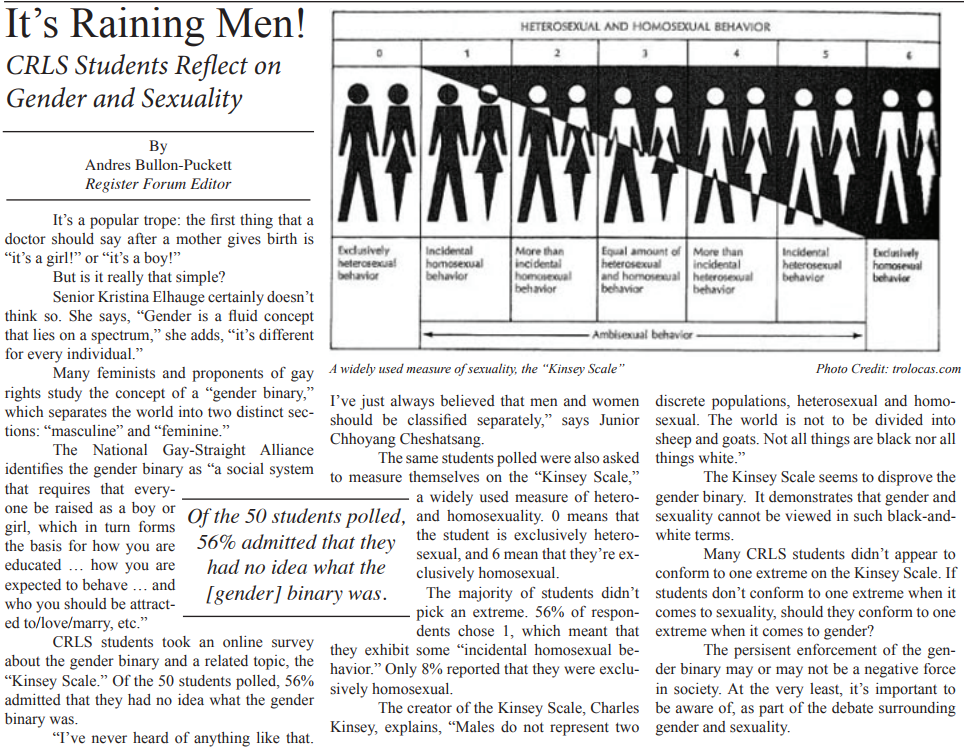 It's Raining Men!
CRLS Students Reflect on
Gender and Sexuality
By
Andres Bullon-Puckett
Register Forum Editor
It's a popular trope: the first thing that a
doctor should say after a mother gives birth is
"it's a girl!" or "it's a boy!"
But is it really that simple?
Senior Kristina Elhauge certainly doesn't
think so. She says, "Gender is a fluid concept
that lies on a spectrum," she adds, "it's different
for every individual."
Many feminists and proponents of gay
rights study the concept of a "gender binary,"
which separates the world into two distinct sec-
tions: "masculine" and "feminine."
The National Gay-Straight Alliance
identifies the gender binary as "a social system
that requires that every-
one be raised as a boy or
girl, which in turn forms
the basis for how you are
educated … how you are
expected to behave … and
who you should be attract-
ed to/love/marry, etc."
CRLS students took an online survey
about the gender binary and a related topic, the
"Kinsey Scale." Of the 50 students polled, 56%
admitted that they had no idea what the gender
binary was.
"I've never heard of anything like that.
Of the 50 students polled,
56% admitted that they
had no idea what the
[gender] binary was.
HETEROSEXUAL AND HOMOSEXUAL BEHAVIOR
0 1 2 3 4 5 6
Exclusively
heterosexual
behavior
Incidental
homosexual
behavior
More than
incidental
homosexual
behavior
Equal amount of
heterosexual
and homosexual
behavior
More than
incidental
heterosexual
behavior
Incidental
heterosexual
behavior
Exclusively
homosexual
behavior
Ambisexual behavior
A widely used measure of sexuality, the "Kinsey Scale"
Photo Credit: trolocas.com
I've just always believed that men and women
should be classified separately," says Junior
Chhoyang Cheshatsang.
The same students polled were also asked
to measure themselves on the "Kinsey Scale,"
a widely used measure of hetero-
and homosexuality. 0 means that
the student is exclusively hetero-
sexual, and 6 mean that they're ex-
clusively homosexual.
The majority of students didn't
pick an extreme. 56% of respon-
dents chose 1, which meant that
they exhibit some "incidental homosexual be-
havior." Only 8% reported that they were exclu-
sively homosexual.
The creator of the Kinsey Scale, Charles
Kinsey, explains, "Males do not represent two
discrete populations, heterosexual and homo-
sexual. The world is not to be divided into
sheep and goats. Not all things are black nor all
things white."
The Kinsey Scale seems to disprove the
gender binary. It demonstrates that gender and
sexuality cannot be viewed in such black-and-
white terms.
Many CRLS students didn't appear to
conform to one extreme on the Kinsey Scale. If
students don't conform to one extreme when it
comes to sexuality, should they conform to one
extreme when it comes to gender?
The persisent enforcement of the gen-
der binary may or may not be a negative force
in society. At the very least, it's important to
be aware of, as part of the debate surrounding
gender and sexuality.